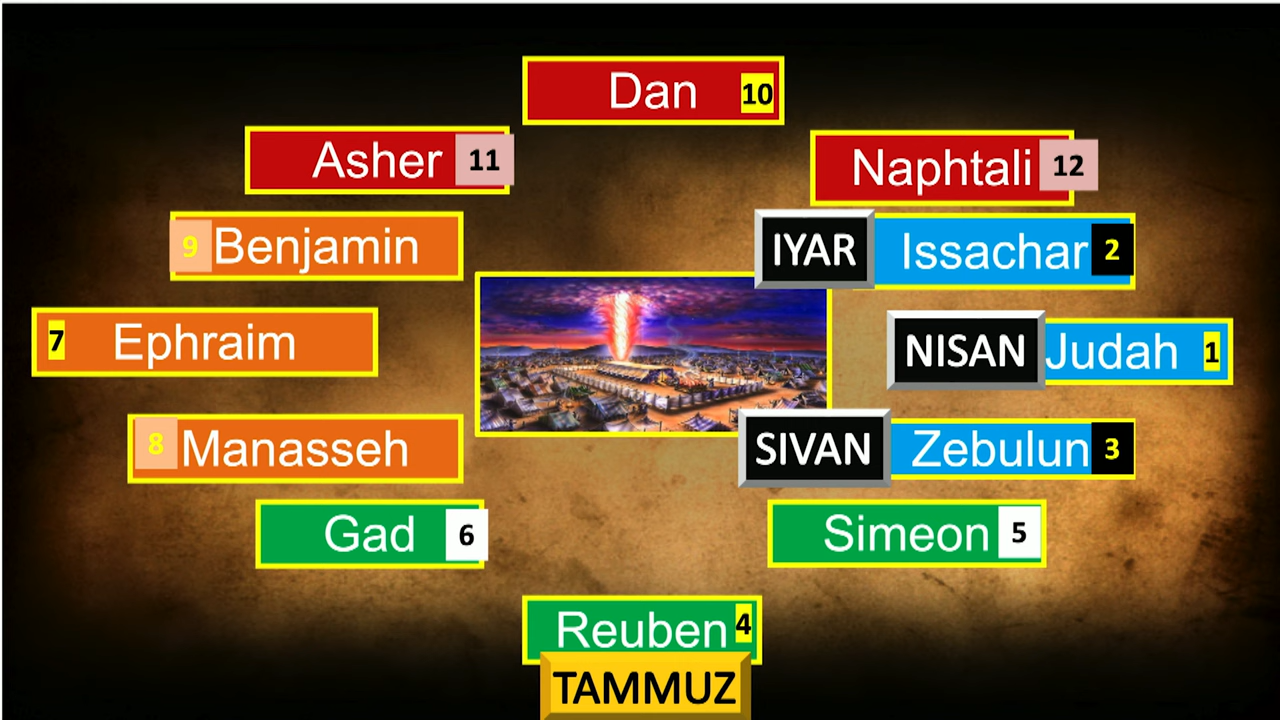 Dan 10
Asher 11
Naphtali 12
9 Benjamin
IYAR Issachar 2
7 Ephraim
NISAN Judah 1
8 Manasseh
SIVAN Zebulun 3
Gad 6
Simeon 5
Reuben 4
TAMMUZ